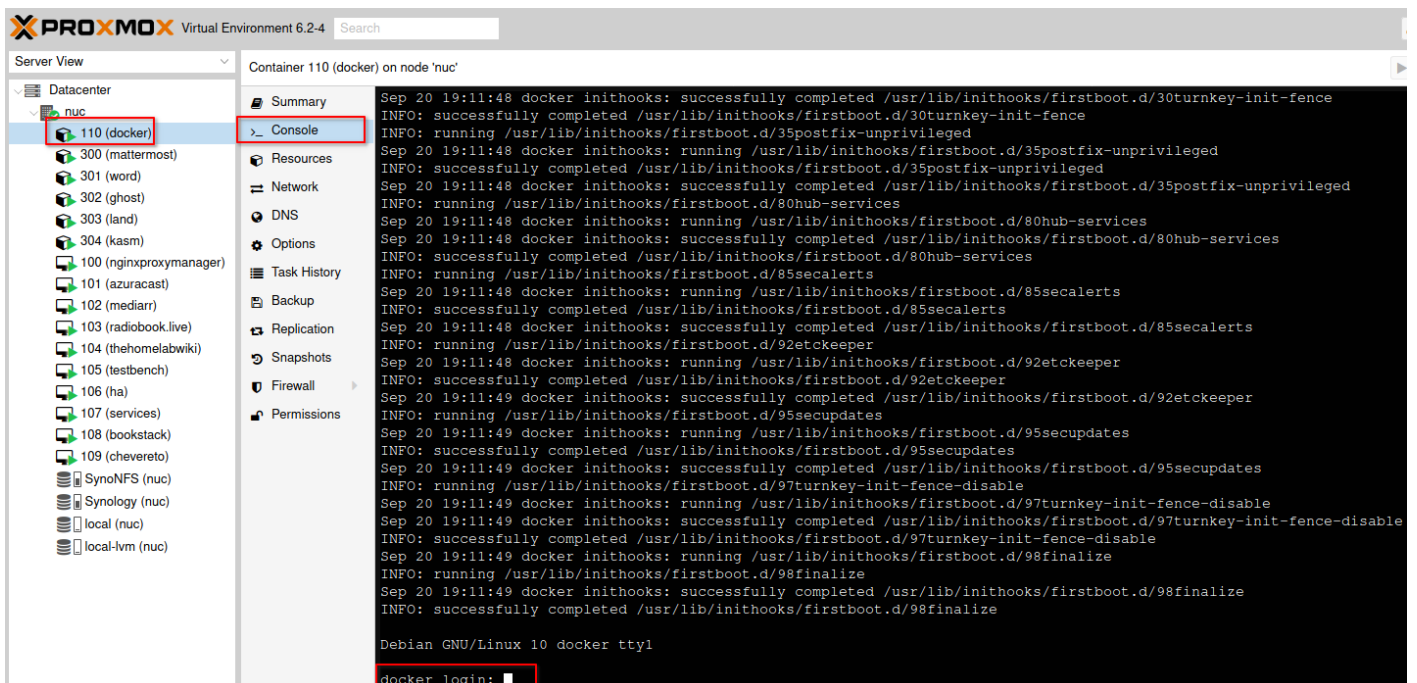 PROXMOX Virtual Environment 6.2-4 Search
Server View
Datacenter
nuc
110 (docker)
300 (mattermost)
301 (word)
302 (ghost)
303 (land)
304 (kasm)
100 (nginxproxymanager)
101 (azuracast)
102 (mediarr)
103 (radiobook.live)
104 (thehomelabwiki)
105 (testbench)
106 (ha)
107 (services)
108 (bookstack)
109 (chevereto)
SynoNFS (nuc)
Synology (nuc)
local (nuc)
local-lvm (nuc)
Container 110 (docker) on node 'nuc'
Summary
>_ Console
Resources
Network
DNS
Options
Task History
Backup
Replication
Snapshots
Firewall
Permissions
Sep 20 19:11:48 docker inithooks: successfully completed /usr/lib/inithooks/firstboot.d/30turnkey-init-fence
INFO: successfully completed /usr/lib/inithooks/firstboot.d/30turnkey-init-fence
INFO: running /usr/lib/inithooks/firstboot.d/35postfix-unprivileged
Sep 20 19:11:48 docker inithooks: running /usr/lib/inithooks/firstboot.d/35postfix-unprivileged
INFO: successfully completed /usr/lib/inithooks/firstboot.d/35postfix-unprivileged
Sep 20 19:11:48 docker inithooks: successfully completed /usr/lib/inithooks/firstboot.d/35postfix-unprivileged
INFO: running /usr/lib/inithooks/firstboot.d/80hub-services
Sep 20 19:11:48 docker inithooks: running /usr/lib/inithooks/firstboot.d/80hub-services
Sep 20 19:11:48 docker inithooks: successfully completed /usr/lib/inithooks/firstboot.d/80hub-services
INFO: successfully completed /usr/lib/inithooks/firstboot.d/80hub-services
INFO: running /usr/lib/inithooks/firstboot.d/85secalerts
Sep 20 19:11:48 docker inithooks: running /usr/lib/inithooks/firstboot.d/85secalerts
INFO: successfully completed /usr/lib/inithooks/firstboot.d/85secalerts
Sep 20 19:11:48 docker inithooks: successfully completed /usr/lib/inithooks/firstboot.d/85secalerts
INFO: running /usr/lib/inithooks/firstboot.d/92etckeeper
Sep 20 19:11:48 docker inithooks: running /usr/lib/inithooks/firstboot.d/92etckeeper
INFO: successfully completed /usr/lib/inithooks/firstboot.d/92etckeeper
Sep 20 19:11:49 docker inithooks: successfully completed /usr/lib/inithooks/firstboot.d/92etckeeper
INFO: running /usr/lib/inithooks/firstboot.d/95secupdates
Sep 20 19:11:49 docker inithooks: running /usr/lib/inithooks/firstboot.d/95secupdates
INFO: successfully completed /usr/lib/inithooks/firstboot.d/95secupdates
Sep 20 19:11:49 docker inithooks: successfully completed /usr/lib/inithooks/firstboot.d/95secupdates
INFO: running /usr/lib/inithooks/firstboot.d/97turnkey-init-fence-disable
Sep 20 19:11:49 docker inithooks: running /usr/lib/inithooks/firstboot.d/97turnkey-init-fence-disable
Sep 20 19:11:49 docker inithooks: successfully completed /usr/lib/inithooks/firstboot.d/97turnkey-init-fence-disable
INFO: successfully completed /usr/lib/inithooks/firstboot.d/97turnkey-init-fence-disable
Sep 20 19:11:49 docker inithooks: running /usr/lib/inithooks/firstboot.d/98finalize
INFO: running /usr/lib/inithooks/firstboot.d/98finalize
Sep 20 19:11:49 docker inithooks: successfully completed /usr/lib/inithooks/firstboot.d/98finalize
INFO: successfully completed /usr/lib/inithooks/firstboot.d/98finalize
Debian GNU/Linux 10 docker tty1
docker login: